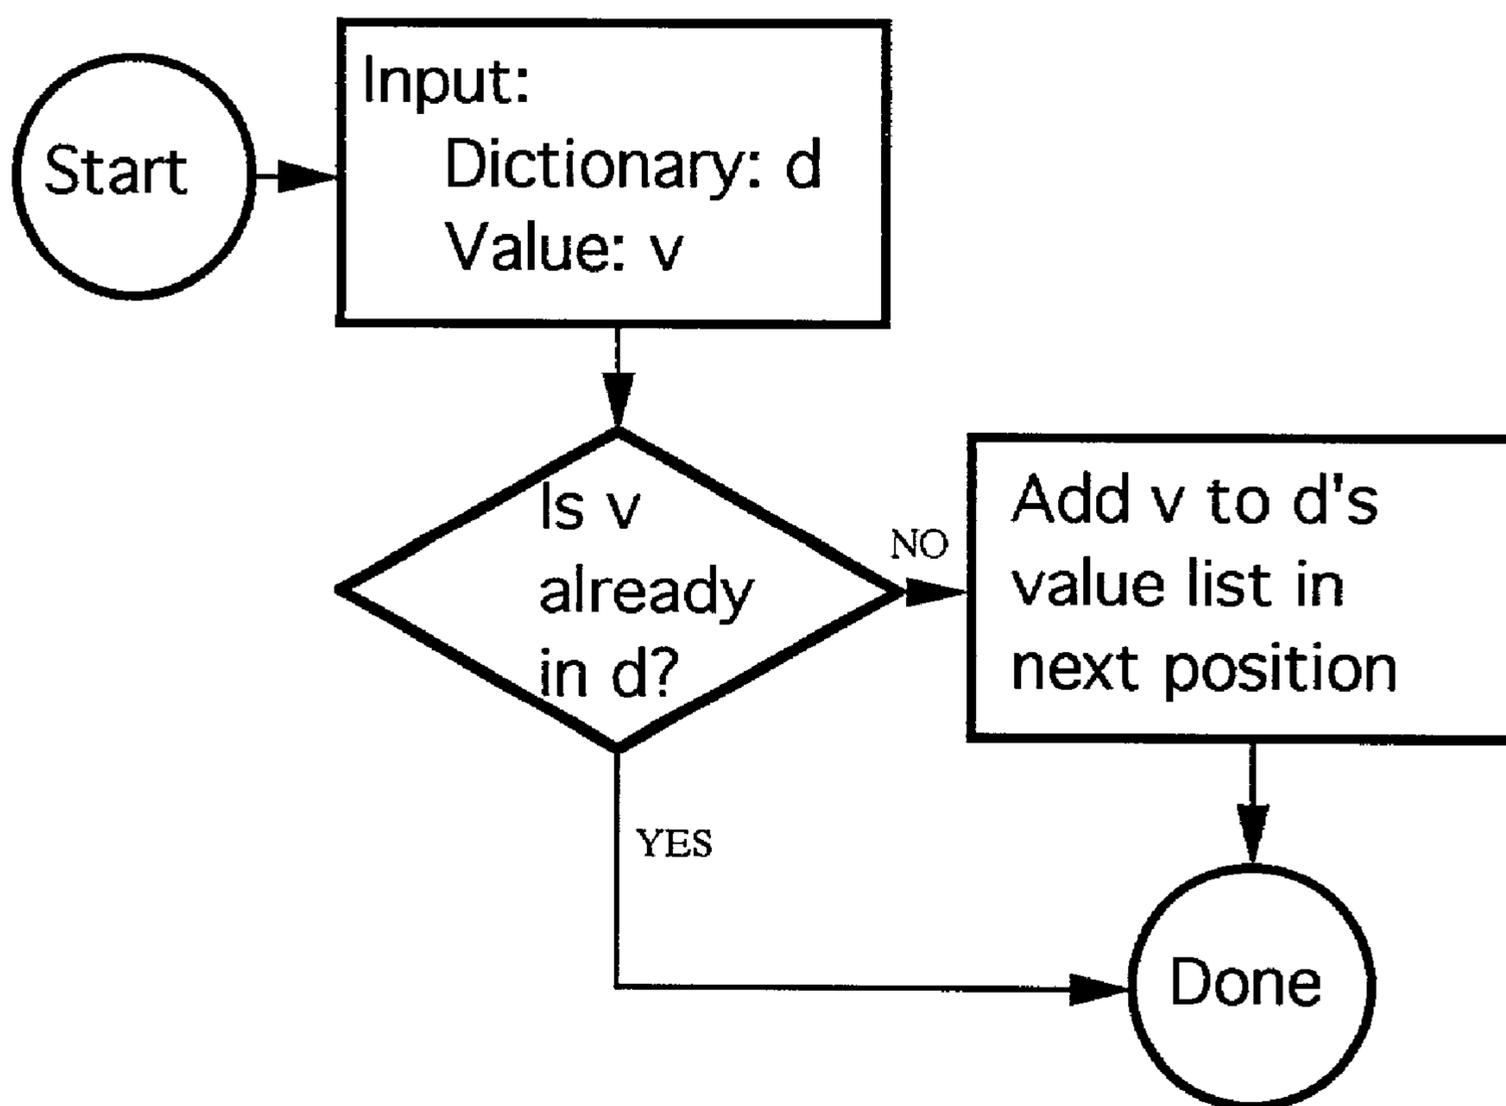 Start
Input:
Dictionary: d
Value: v
Is v
already
in d?
NO
Add v to d's
value list in
next position
YES
Done